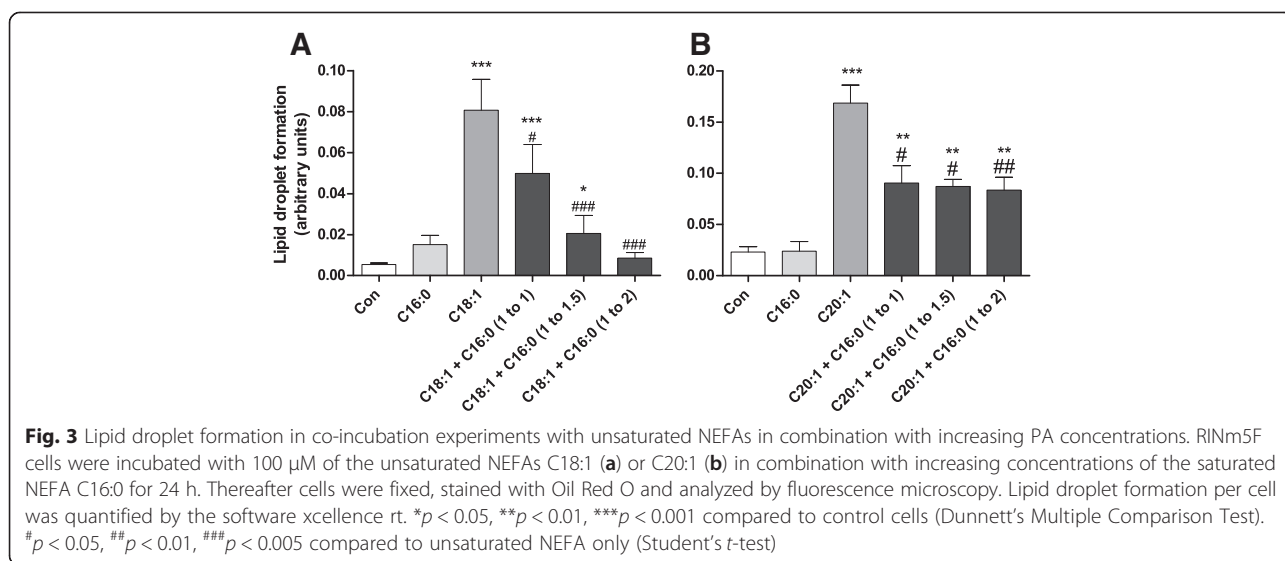 A
B
Lipid droplet formation
(arbitrary units)
0.10
0.08
0.06
0.04
0.02
0.00
***
***
#
*
###
###
Con
C16:0
C18:1
C18:1 + C16:0 (1 to 1)
C18:1 + C16:0 (1 to 1.5)
C18:1 + C16:0 (1 to 2)
0.20
0.15
0.10
0.05
0.00
***
**
#
**
#
**
##
Con
C16:0
C20:1
C20:1 + C16:0 (1 to 1)
C20:1 + C16:0 (1 to 1.5)
C20:1 + C16:0 (1 to 2)
Fig. 3 Lipid droplet formation in co-incubation experiments with unsaturated NEFAs in combination with increasing PA concentrations. RINm5F
cells were incubated with 100 μM of the unsaturated NEFAs C18:1 (a) or C20:1 (b) in combination with increasing concentrations of the saturated
NEFA C16:0 for 24 h. Thereafter cells were fixed, stained with Oil Red O and analyzed by fluorescence microscopy. Lipid droplet formation per cell
was quantified by the software xcellence rt. *p < 0.05, **p < 0.01, ***p < 0.001 compared to control cells (Dunnett's Multiple Comparison Test).
#p < 0.05, ##p < 0.01, ###p < 0.005 compared to unsaturated NEFA only (Student's t-test)